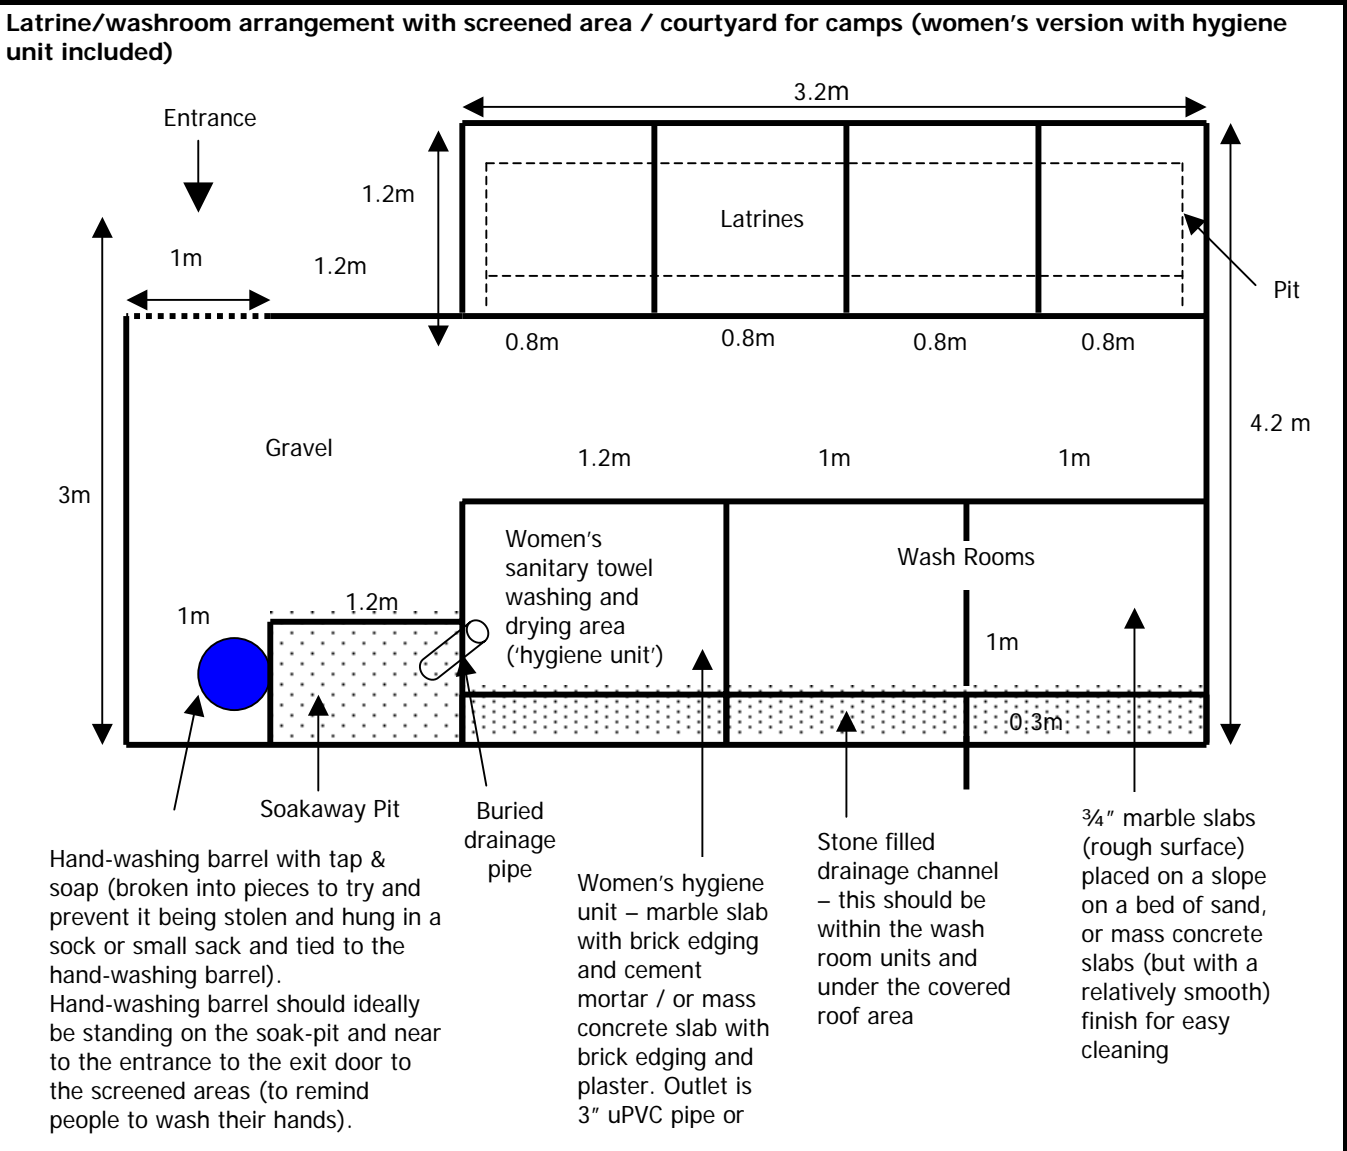 Latrine/washroom arrangement with screened area / courtyard for camps (women's version with hygiene
unit included)
3.2m
Entrance
1.2m
Latrines
1m
1.2m
Pit
0.8m
0.8m
0.8m
0.8m
4.2 m
Gravel
1.2m
1m
1m
3m
Women's
sanitary towel
washing and
drying area
('hygiene unit')
Wash Rooms
1.2m
1m
1m
0.3m
Soakaway Pit
Buried
drainage
pipe
Hand-washing barrel with tap &
soap (broken into pieces to try and
prevent it being stolen and hung in a
sock or small sack and tied to the
hand-washing barrel).
Hand-washing barrel should ideally
be standing on the soak-pit and near
to the entrance to the exit door to
the screened areas (to remind
people to wash their hands).
Women's hygiene
unit – marble slab
with brick edging
and cement
mortar / or mass
concrete slab with
brick edging and
plaster. Outlet is
3" uPVC pipe or
Stone filled
drainage channel
– this should be
within the wash
room units and
under the covered
roof area
¾" marble slabs
(rough surface)
placed on a slope
on a bed of sand,
or mass concrete
slabs (but with a
relatively smooth)
finish for easy
cleaning